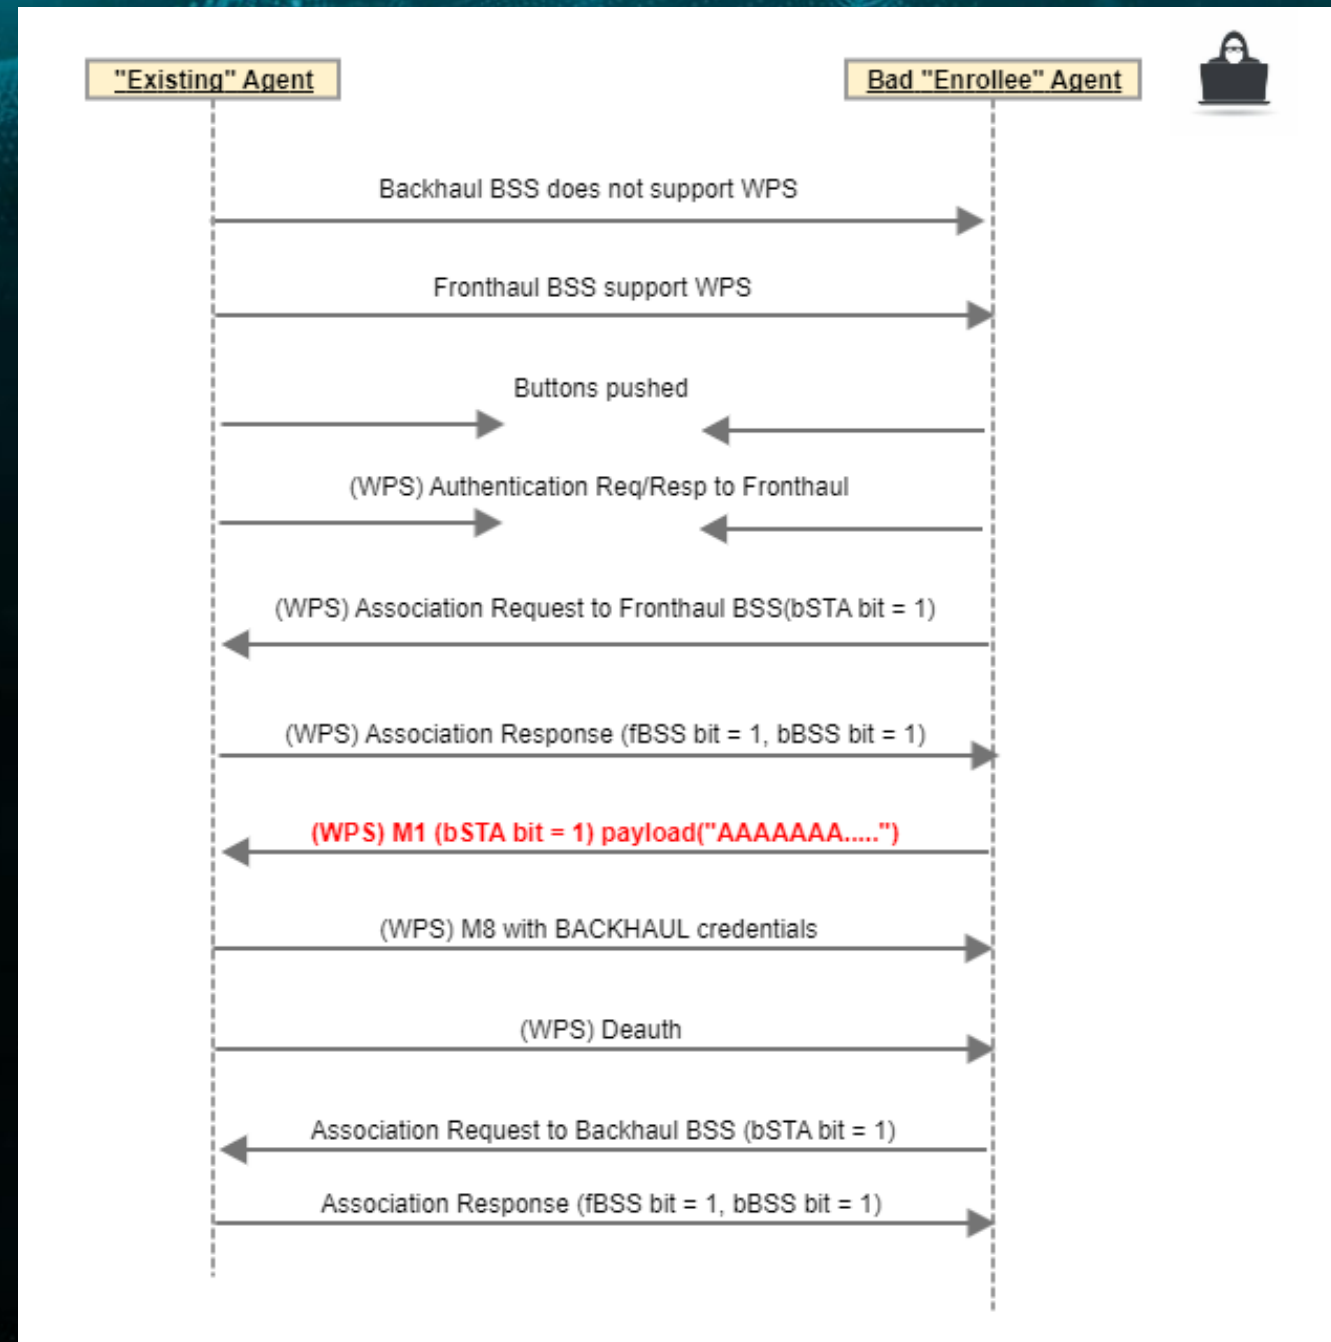 "Existing" Agent
Bad "Enrollee" Agent
Backhaul BSS does not support WPS
Fronthaul BSS support WPS
Buttons pushed
(WPS) Authentication Req/Resp to Fronthaul
(WPS) Association Request to Fronthaul BSS(bSTA bit = 1)
(WPS) Association Response (fBSS bit = 1, bBSS bit = 1)
(WPS) M1 (bSTA bit = 1) payload("AAAAAAA.....")
(WPS) M8 with BACKHAUL credentials
(WPS) Deauth
Association Request to Backhaul BSS (bSTA bit = 1)
Association Response (fBSS bit = 1, bBSS bit = 1)